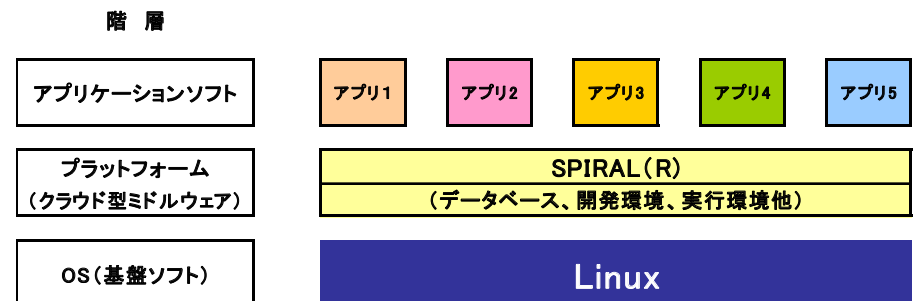 階 層
アプリケーションソフト
アプリ1 アプリ2 アプリ3 アプリ4 アプリ5
プラットフォーム
（クラウド型ミドルウェア）
SPIRAL（R）
（データベース、開発環境、実行環境他）
OS（基盤ソフト）
Linux